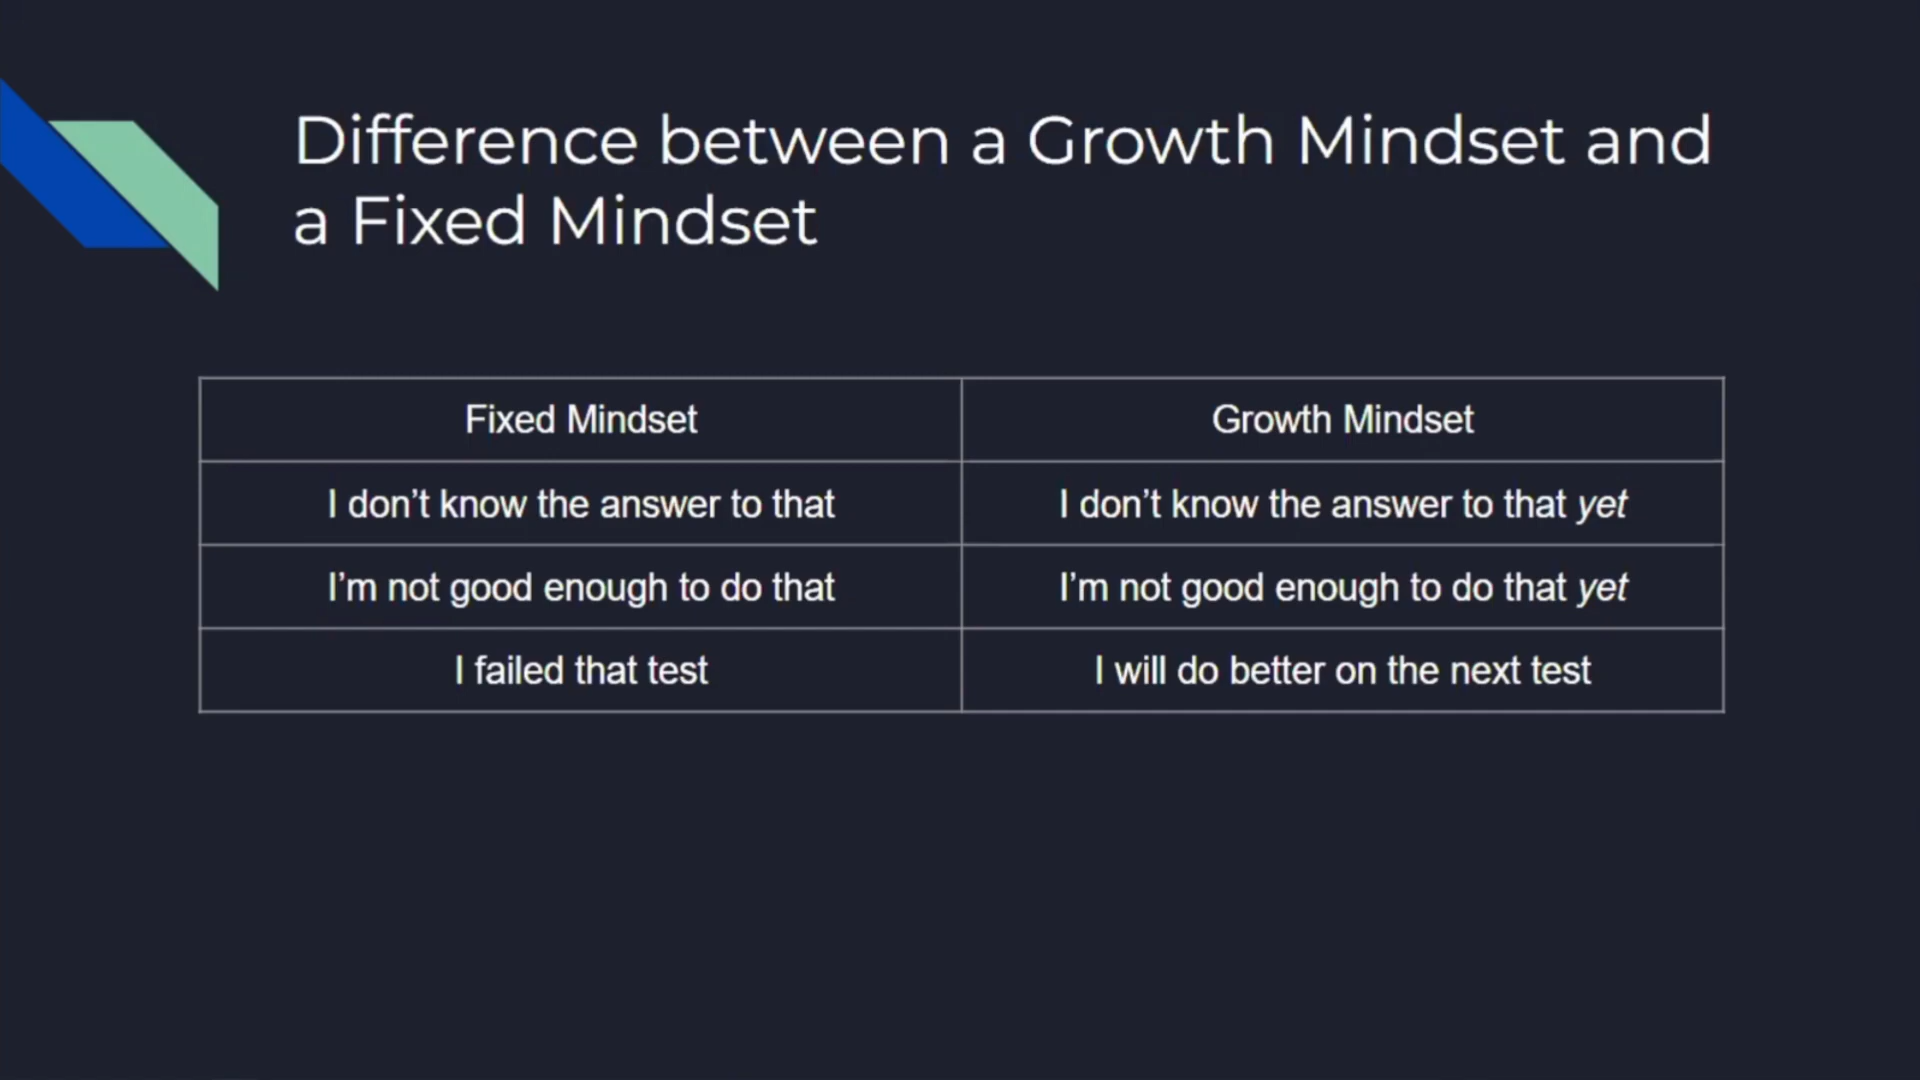 Difference between a Growth Mindset and
a Fixed Mindset
Fixed Mindset
Growth Mindset
I don’t know the answer to that
I don’t know the answer to that yet
I’m not good enough to do that
I’m not good enough to do that yet
I failed that test
I will do better on the next test